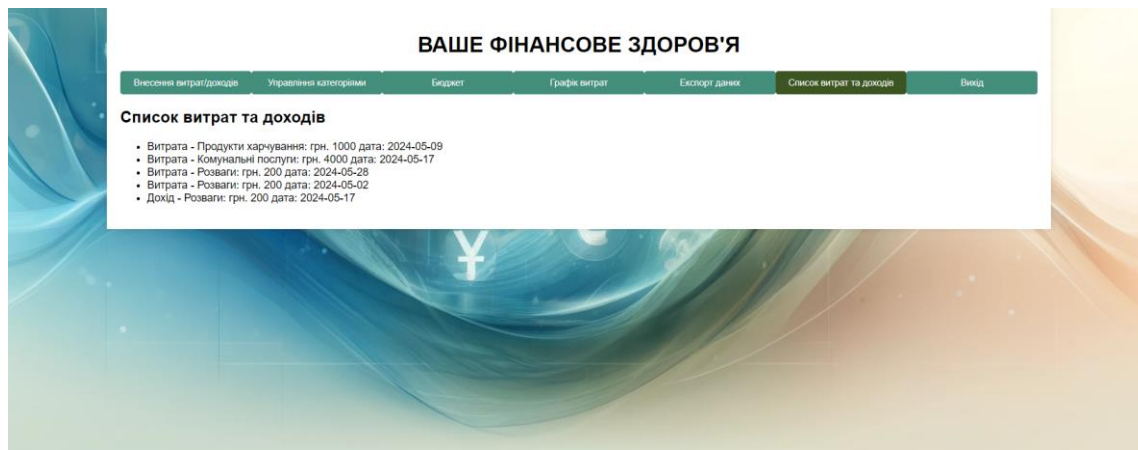 ВАШЕ ФІНАНСОВЕ ЗДОРОВ'Я
Внесення витрат/доходів Управління категоріями Бюджет Графік витрат Експорт даних Список витрат та доходів Вихід
Список витрат та доходів
• Витрата - Продукти харчування: грн. 1000 дата: 2024-05-09
• Витрата - Комунальні послуги: грн. 4000 дата: 2024-05-17
• Витрата - Розваги: грн. 200 дата: 2024-05-28
• Витрата - Розваги: грн. 200 дата: 2024-05-02
• Дохід - Розваги: грн. 200 дата: 2024-05-17
¥